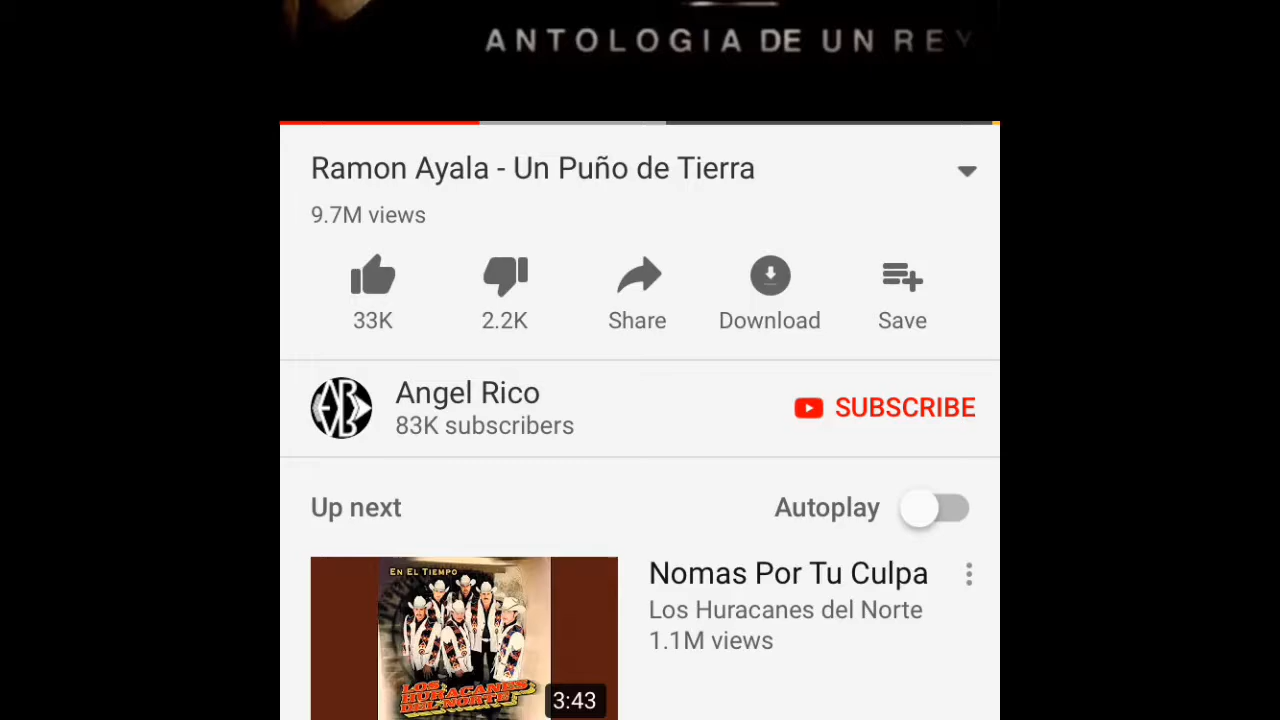 ANTOLOGIA DE UN REY
Ramon Ayala - Un Puño de Tierra
9.7M views
33K
2.2K
Share
Download
Save
Angel Rico
83K subscribers
SUBSCRIBE
Up next
Autoplay
EN EL TIEMPO
LOS
HURACANES
DEL NORTE
3:43
Nomas Por Tu Culpa
Los Huracanes del Norte
1.1M views